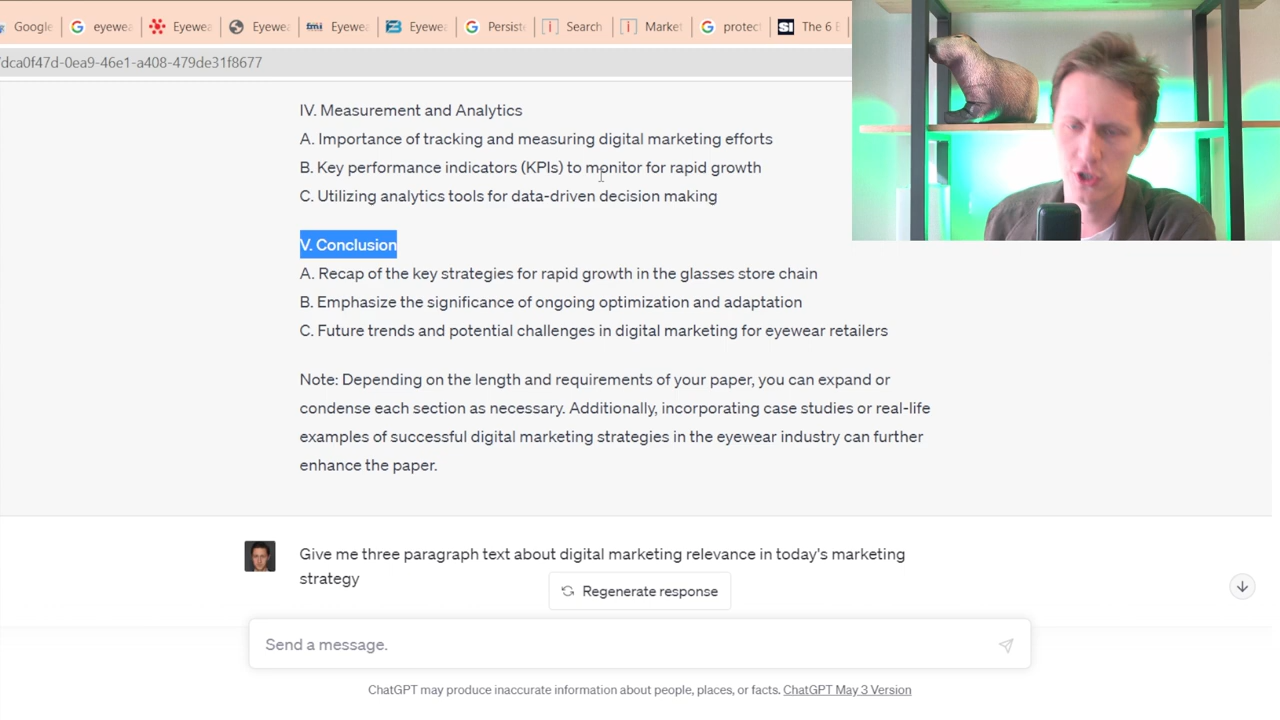 Google
eyewea
Eyewea
Eyewea
fmi Eyewea
Eyewea
Persiste
Search
Market
protect
SI The 6 E
dca0f47d-0ea9-46e1-a408-479de31f8677
IV. Measurement and Analytics
A. Importance of tracking and measuring digital marketing efforts
B. Key performance indicators (KPIs) to monitor for rapid growth
C. Utilizing analytics tools for data-driven decision making
V. Conclusion
A. Recap of the key strategies for rapid growth in the glasses store chain
B. Emphasize the significance of ongoing optimization and adaptation
C. Future trends and potential challenges in digital marketing for eyewear retailers
Note: Depending on the length and requirements of your paper, you can expand or
condense each section as necessary. Additionally, incorporating case studies or real-life
examples of successful digital marketing strategies in the eyewear industry can further
enhance the paper.
Give me three paragraph text about digital marketing relevance in today's marketing
strategy
Regenerate response
Send a message.
ChatGPT may produce inaccurate information about people, places, or facts. ChatGPT May 3 Version